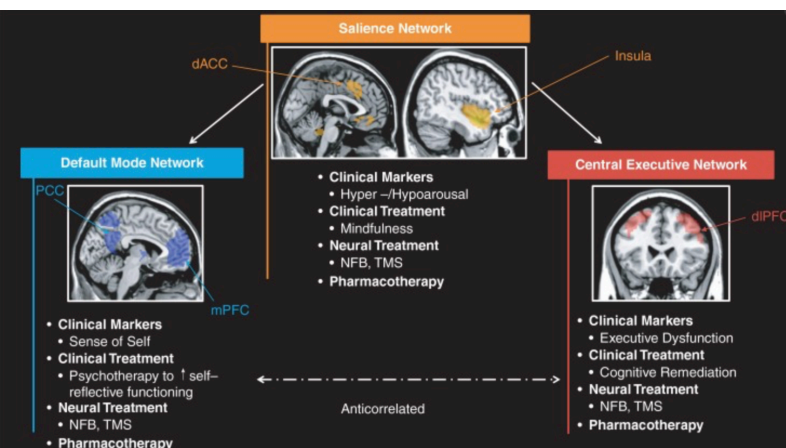 Salience Network
dACC
Insula
• Clinical Markers
• Hyper –/Hypoarousal
• Clinical Treatment
• Mindfulness
• Neural Treatment
• NFB, TMS
• Pharmacotherapy
Default Mode Network
PCC
mPFC
• Clinical Markers
• Sense of Self
• Clinical Treatment
• Psychotherapy to ↑ self–
reflective functioning
• Neural Treatment
• NFB, TMS
• Pharmacotherapy
Central Executive Network
dlPFC
• Clinical Markers
• Executive Dysfunction
• Clinical Treatment
• Cognitive Remediation
• Neural Treatment
• NFB, TMS
• Pharmacotherapy
Anticorrelated